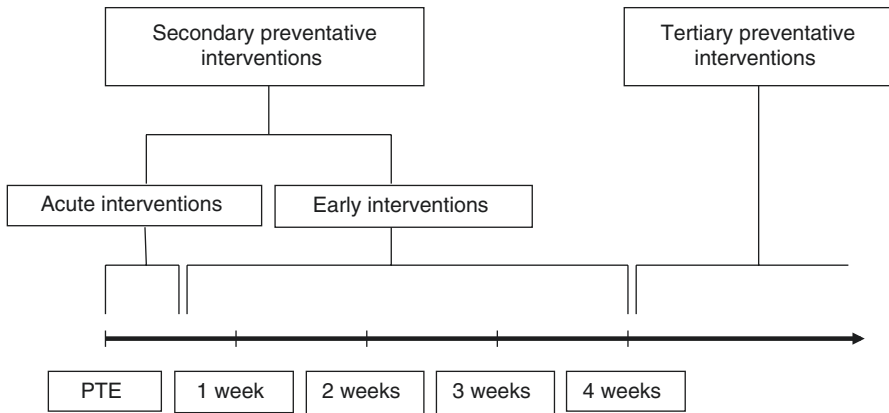 Secondary preventative
interventions
Tertiary preventative
interventions
Acute interventions
Early interventions
PTE
1 week
2 weeks
3 weeks
4 weeks